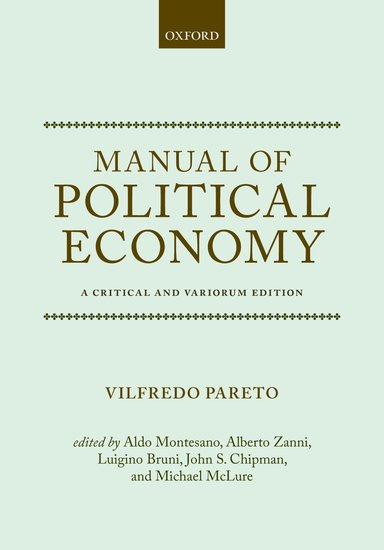 OXFORD
MANUAL OF
POLITICAL
ECONOMY
A CRITICAL AND VARIORUM EDITION
VILFREDO PARETO
edited by Aldo Montesano, Alberto Zanni,
Luigino Bruni, John S. Chipman,
and Michael McLure